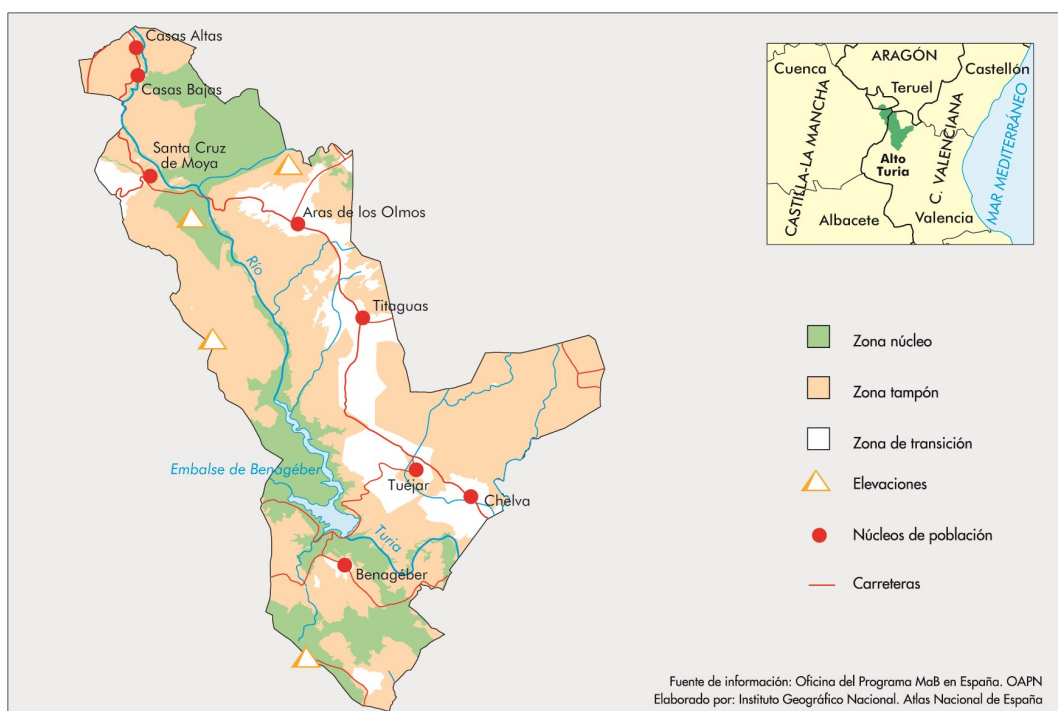 Casas Altas
Casas Bajas
Santa Cruz
de Moya
Aras de los Olmos
Río
Titaguas
Embalse de Benagéber
Tuéjar
Chelva
Turia
Benagéber
ARAGÓN
Cuenca
Castellón
Teruel
CASTILLA-LA MANCHA
Alto
Turia
C. VALENCIANA
MAR MEDITERRÁNEO
Albacete
Valencia
Zona núcleo
Zona tampón
Zona de transición
Elevaciones
Núcleos de población
Carreteras
Fuente de información: Oficina del Programa MaB en España. OAPN
Elaborado por: Instituto Geográfico Nacional. Atlas Nacional de España